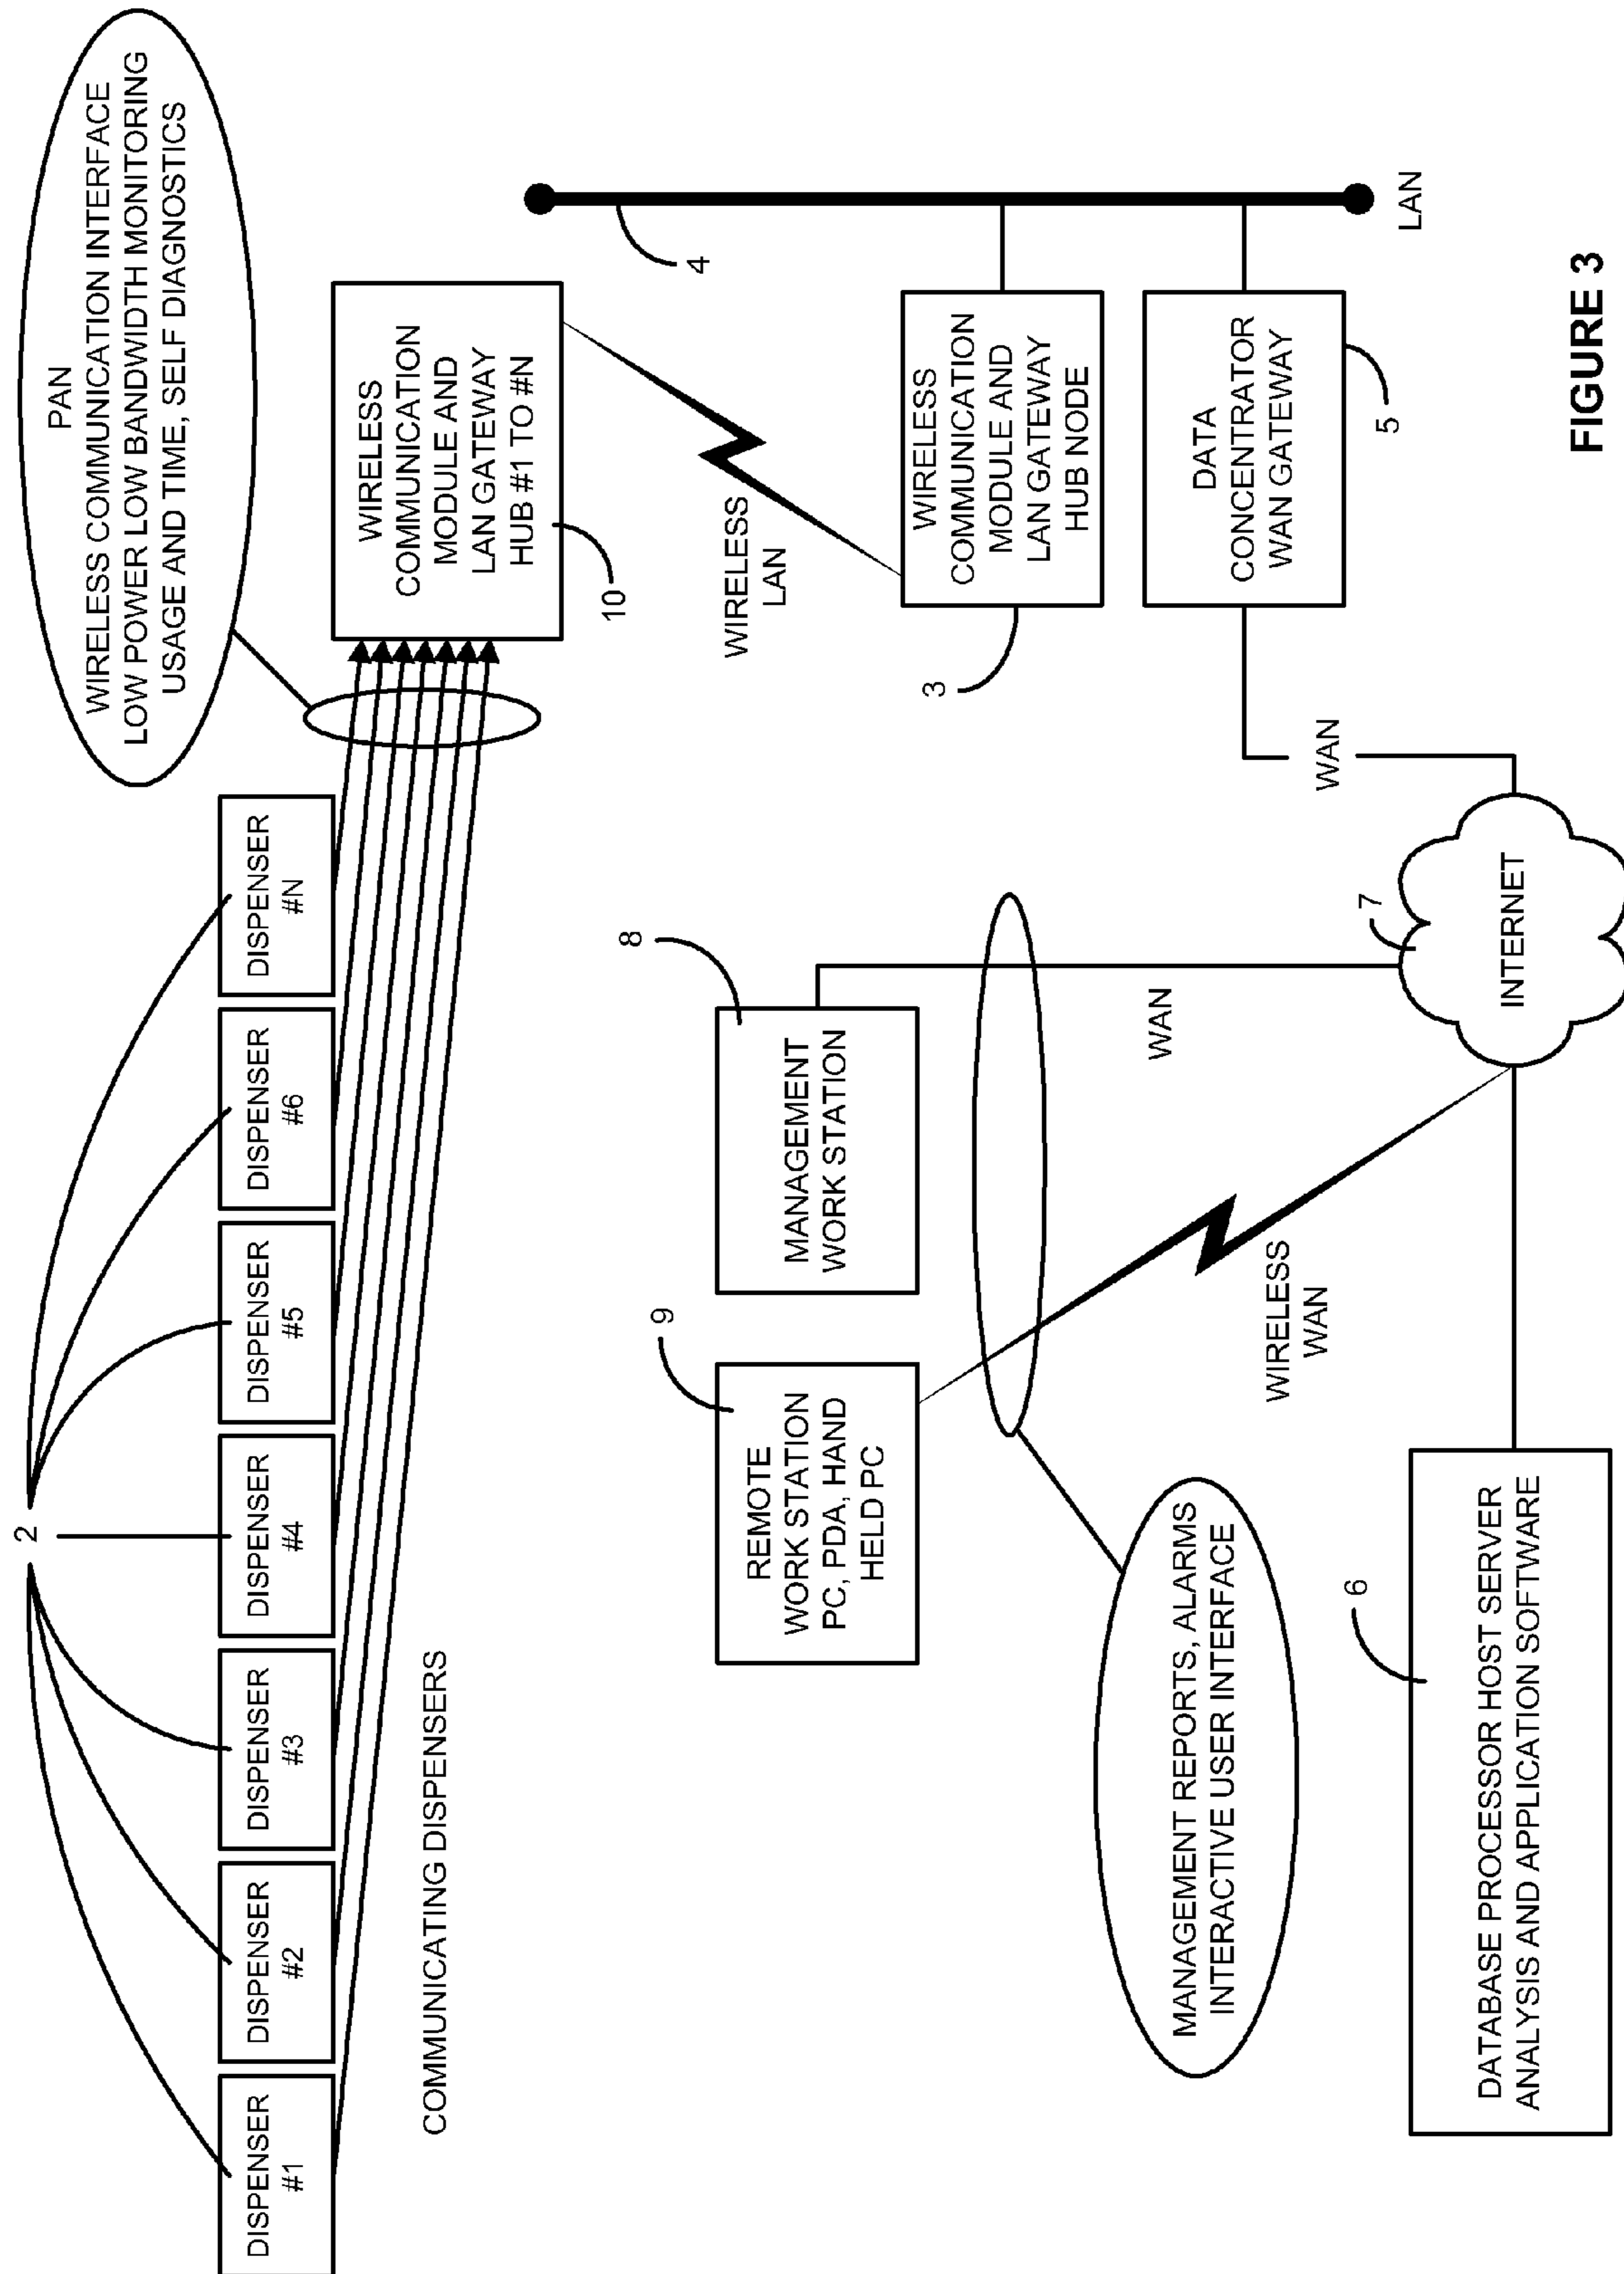 PAN
WIRELESS COMMUNICATION INTERFACE
LOW POWER LOW BANDWIDTH MONITORING
USAGE AND TIME, SELF DIAGNOSTICS
2
DISPENSER
#1
DISPENSER
#2
DISPENSER
#3
DISPENSER
#4
DISPENSER
#5
DISPENSER
#6
DISPENSER
#N
COMMUNICATING DISPENSERS
WIRELESS
COMMUNICATION
MODULE AND
LAN GATEWAY
HUB #1 TO #N
10
WIRELESS
LAN
4
LAN
WIRELESS
COMMUNICATION
MODULE AND
LAN GATEWAY
HUB NODE
3
DATA
CONCENTRATOR
WAN GATEWAY
5
WAN
REMOTE
WORK STATION
PC, PDA, HAND
HELD PC
9
MANAGEMENT
WORK STATION
8
WAN
WIRELESS
WAN
MANAGEMENT REPORTS, ALARMS
INTERACTIVE USER INTERFACE
7
INTERNET
6
DATABASE PROCESSOR HOST SERVER
ANALYSIS AND APPLICATION SOFTWARE
FIGURE 3